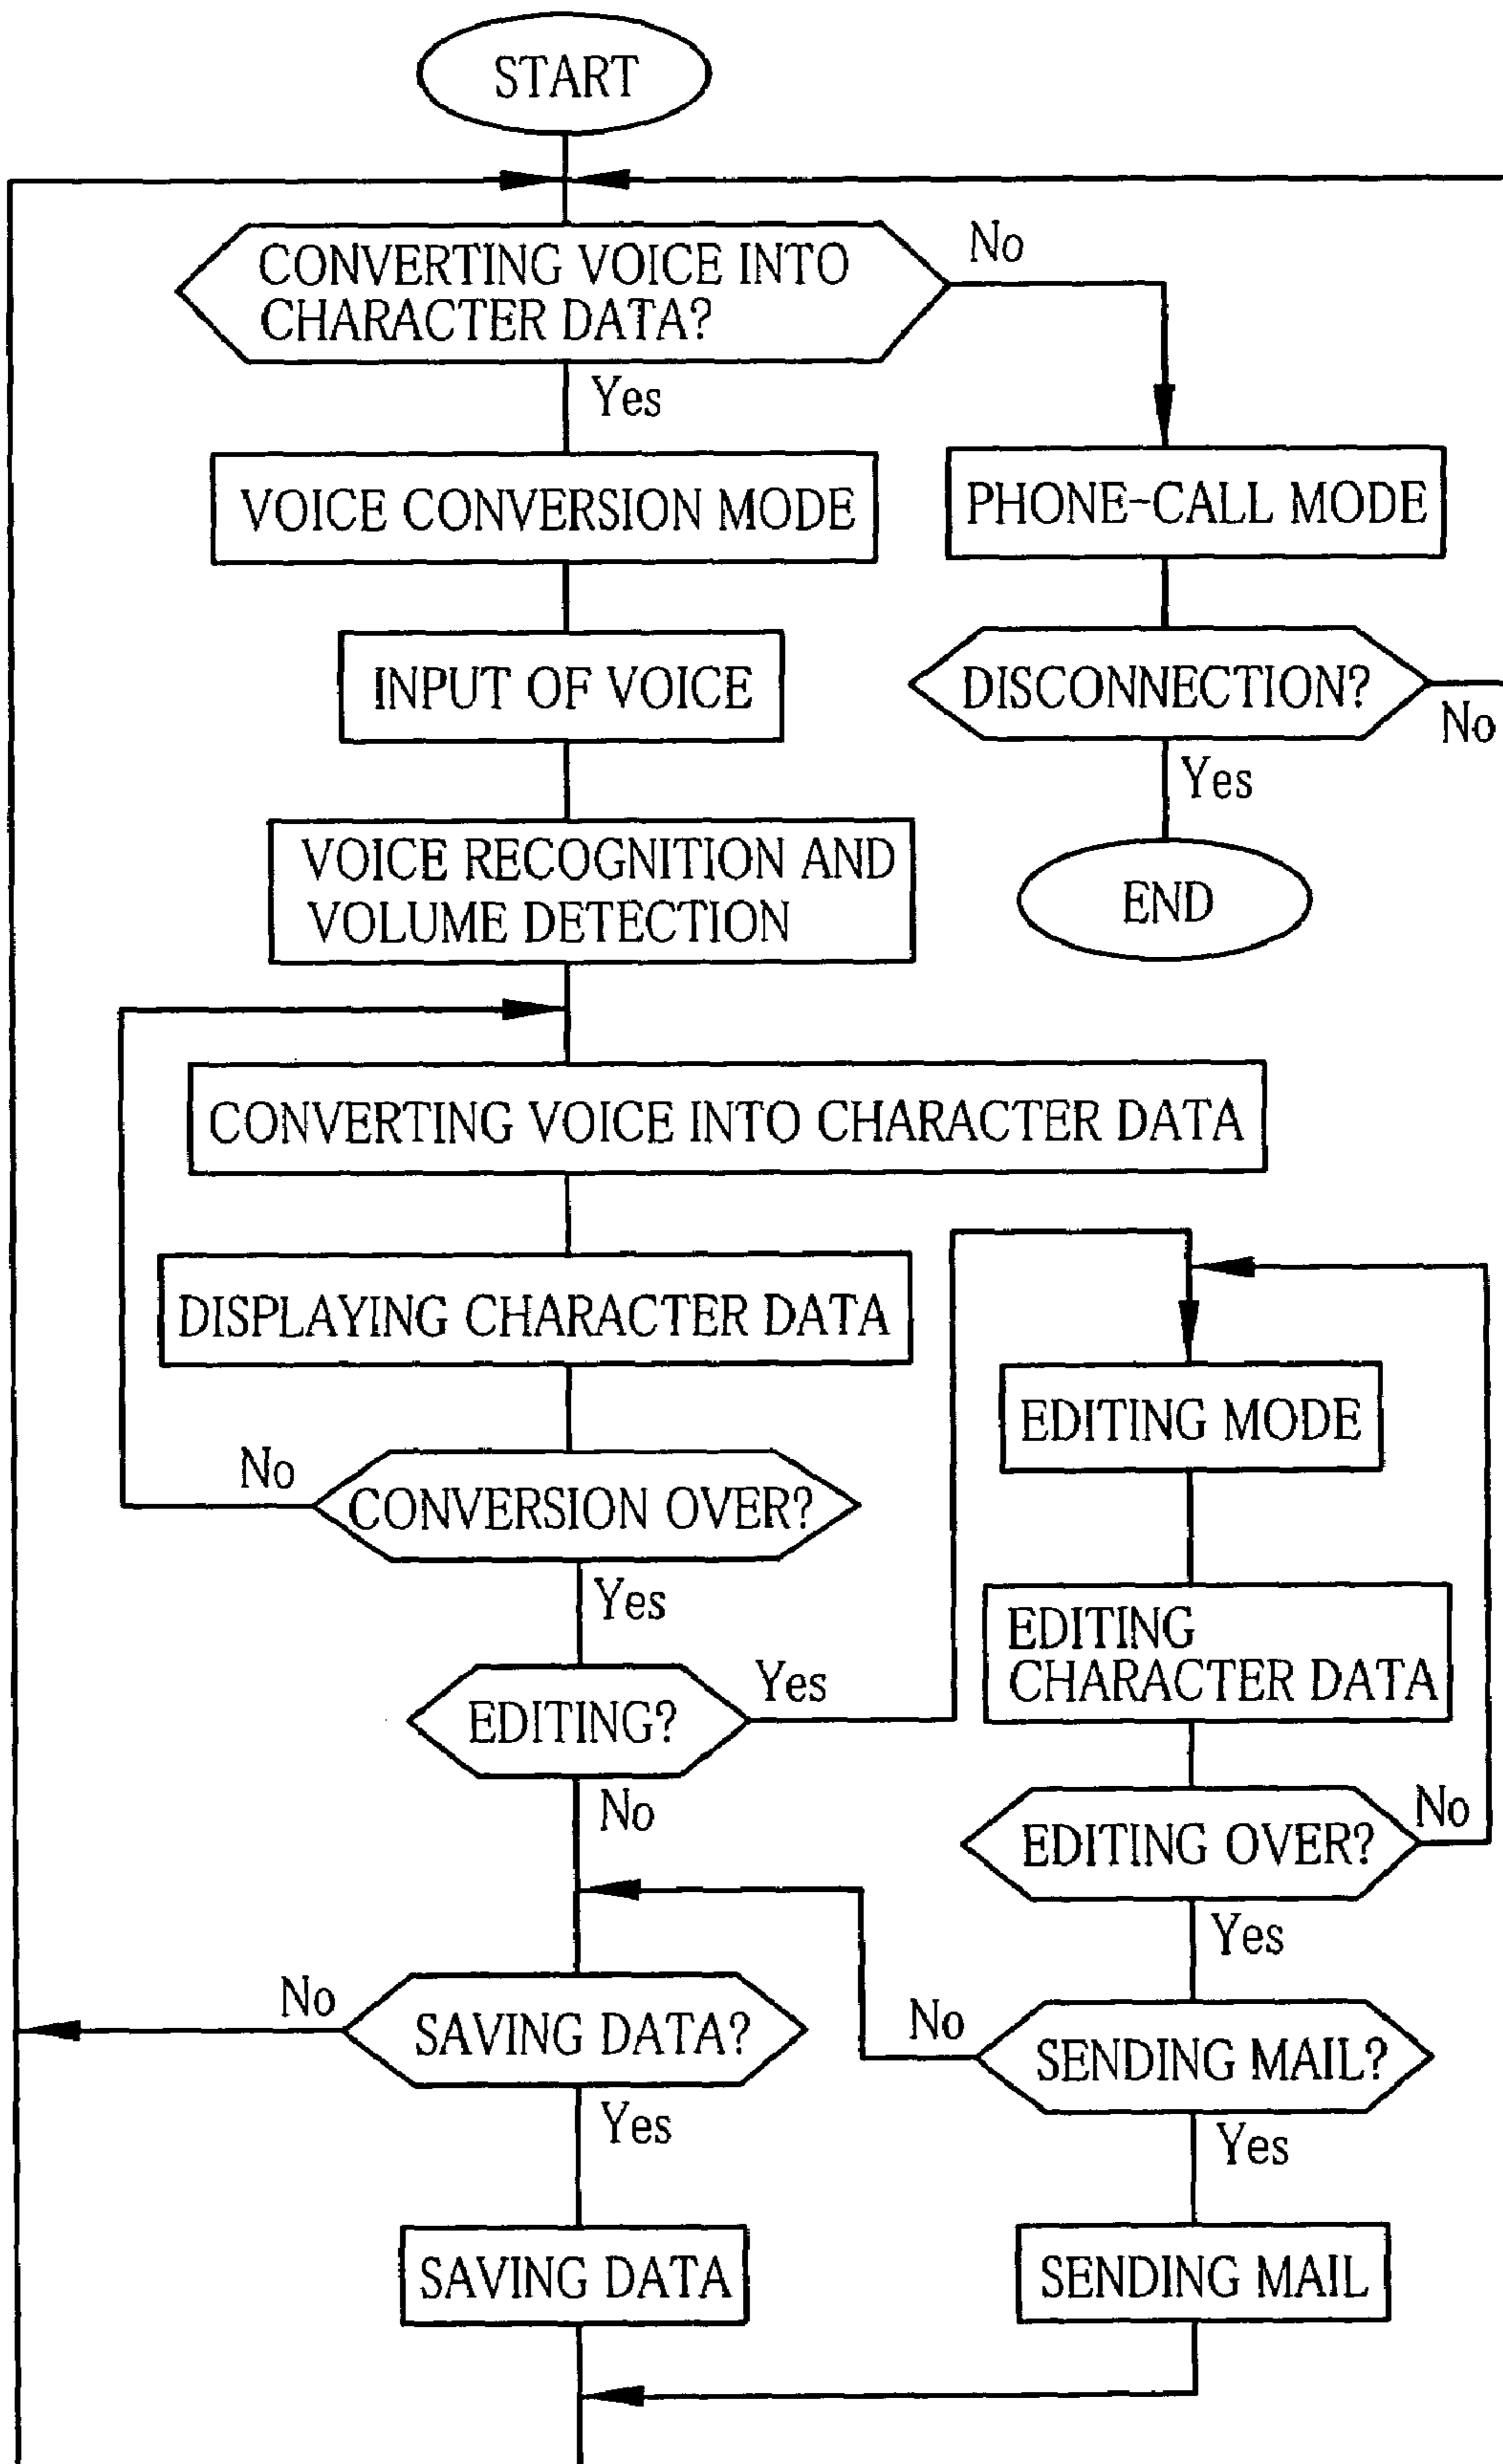 START
CONVERTING VOICE INTO
CHARACTER DATA?
No
Yes
VOICE CONVERSION MODE
PHONE-CALL MODE
INPUT OF VOICE
DISCONNECTION?
No
Yes
VOICE RECOGNITION AND
VOLUME DETECTION
END
CONVERTING VOICE INTO CHARACTER DATA
DISPLAYING CHARACTER DATA
EDITING MODE
No
CONVERSION OVER?
Yes
EDITING
CHARACTER DATA
EDITING?
Yes
No
EDITING OVER?
No
Yes
SAVING DATA?
No
Yes
SENDING MAIL?
No
Yes
SAVING DATA
SENDING MAIL